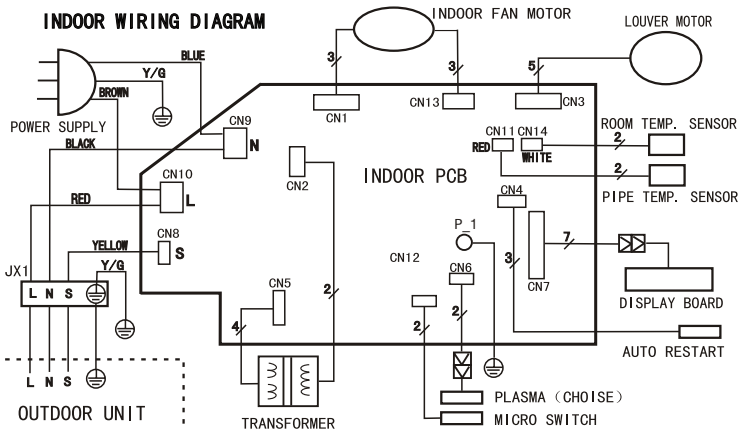 INDOOR WIRING DIAGRAM
INDOOR FAN MOTOR
LOUVER MOTOR
BLUE
Y/G
BROWN
POWER SUPPLY
3
3
5
CN1
CN13
CN3
CN9
N
BLACK
CN11
CN14
RED
WHITE
2
ROOM TEMP. SENSOR
2
PIPE TEMP. SENSOR
CN2
INDOOR PCB
CN10
L
RED
CN4
P_1
CN8
S
YELLOW
Y/G
7
3
CN7
CN12
CN6
JX1
L N S
CN5
2
DISPLAY BOARD
4
2
2
AUTO RESTART
L N S
OUTDOOR UNIT
TRANSFORMER
PLASMA (CHOISE)
MICRO SWITCH